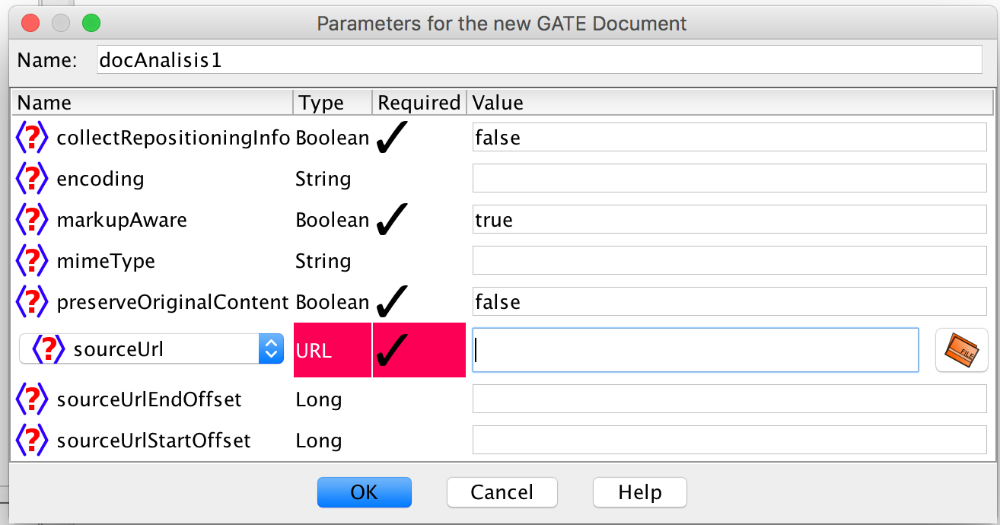 Parameters for the new GATE Document
Name: docAnalisis1
Name Type Required Value
collectRepositioningInfo Boolean ✓ false
encoding String
markupAware Boolean ✓ true
mimeType String
preserveOriginalContent Boolean ✓ false
sourceUrl URL ✓ FILE
sourceUrlEndOffset Long
sourceUrlStartOffset Long
OK Cancel Help